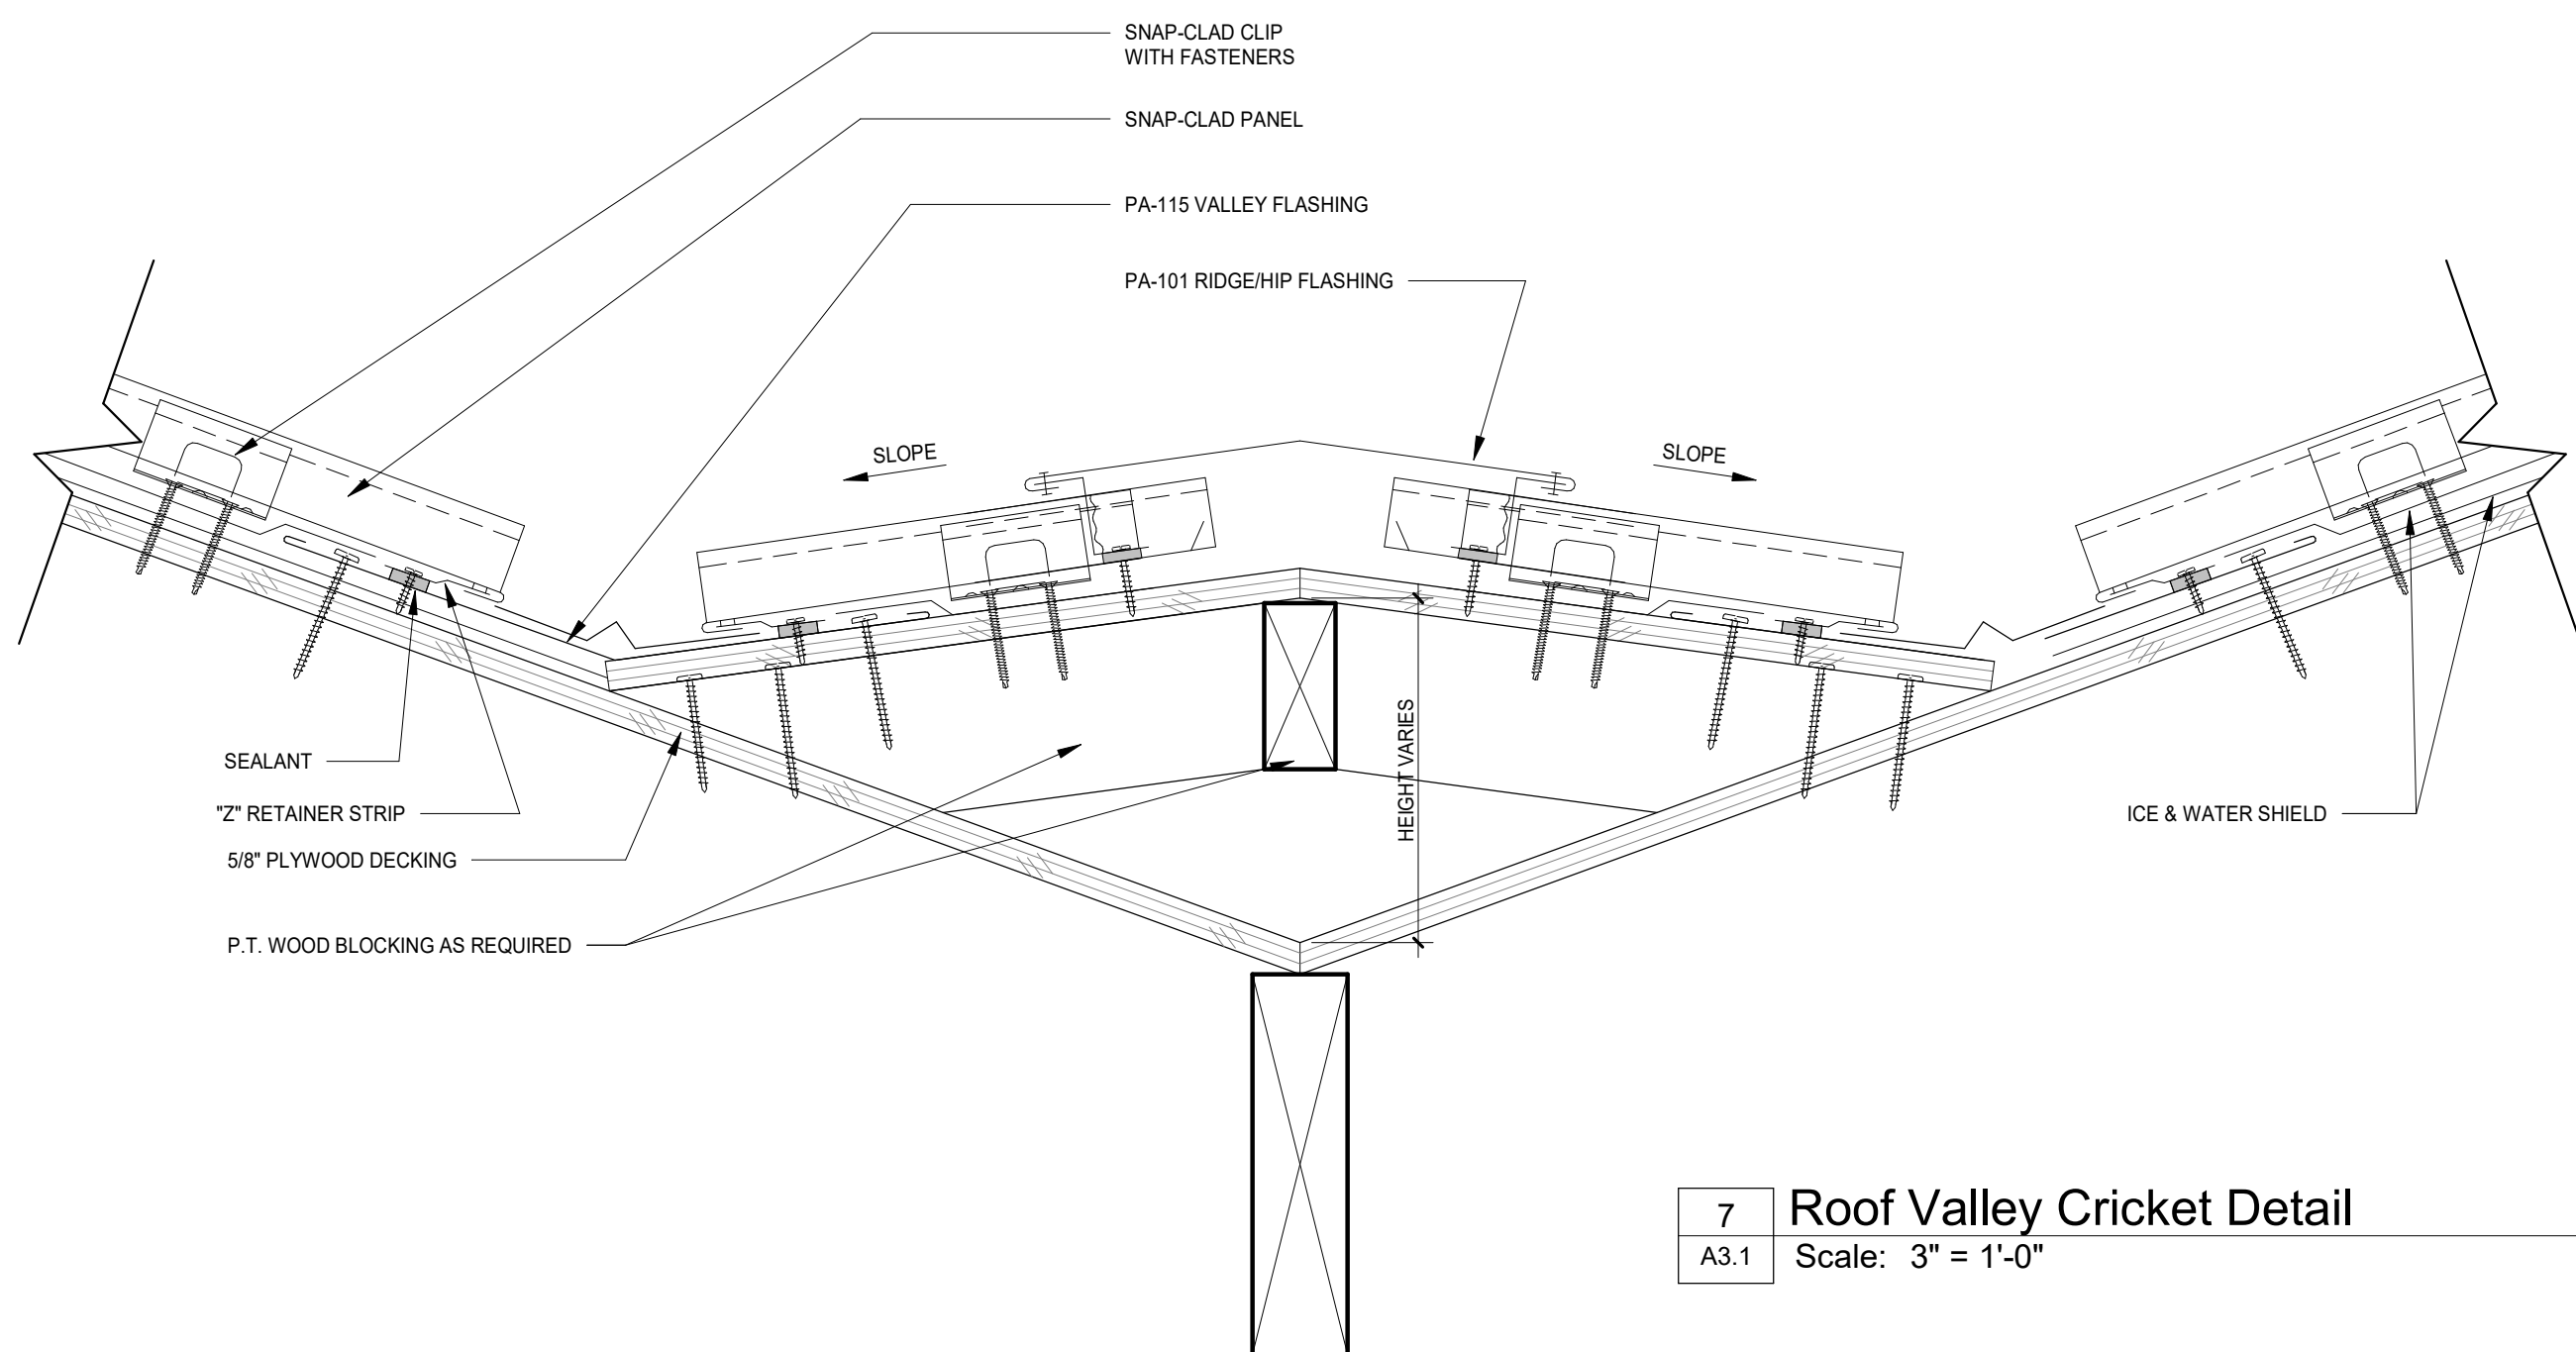 SNAP-CLAD CLIP
WITH FASTENERS
SNAP-CLAD PANEL
PA-115 VALLEY FLASHING
PA-101 RIDGE/HIP FLASHING
SLOPE
SLOPE
HEIGHT VARIES
SEALANT
"Z" RETAINER STRIP
5/8" PLYWOOD DECKING
P.T. WOOD BLOCKING AS REQUIRED
ICE & WATER SHIELD
7
Roof Valley Cricket Detail
A3.1
Scale: 3" = 1'-0"